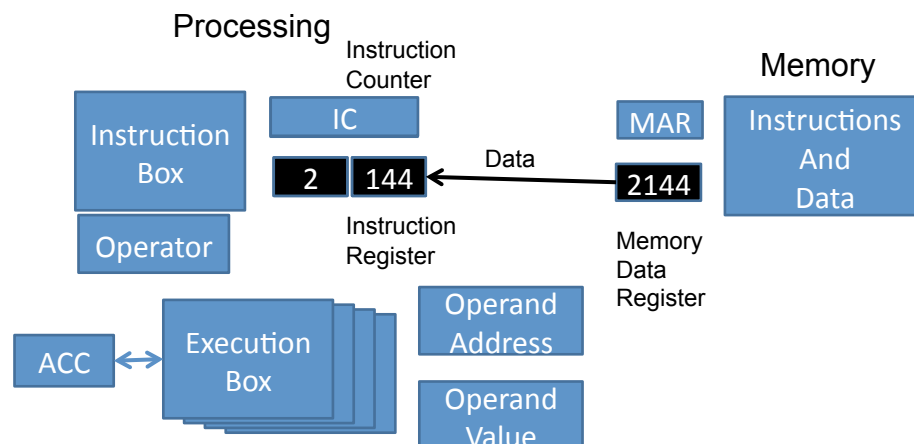 Processing
Instruction
Counter
Memory
Instruction
Box
IC
MAR
Instructions
And
Data
2
144
Data
2144
Operator
Instruction
Register
Memory
Data
Register
Operand
Address
ACC
Execution
Box
Operand
Value